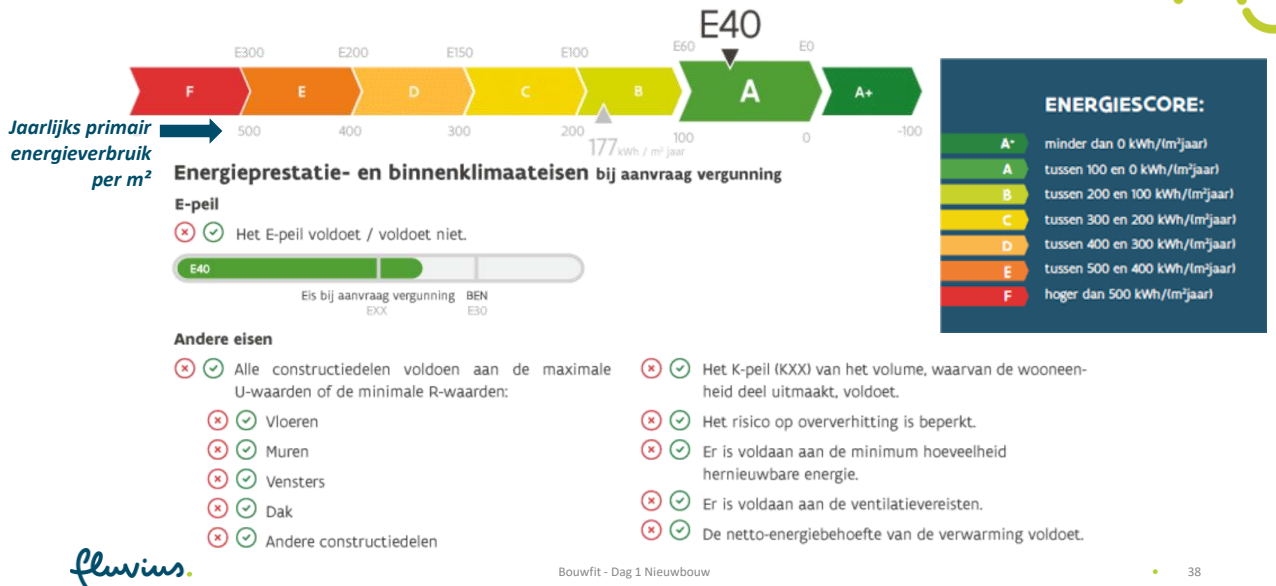 E40
E300 E200 E150 E100 E60 E0
F E D C B A A+
500 400 300 200 100 0 -100
177 kWh / m² jaar
Jaarlijks primair
energieverbruik
per m²
Energieprestatie- en binnenklimaateisen bij aanvraag vergunning
E-peil
Het E-peil voldoet / voldoet niet.
E40
Eis bij aanvraag vergunning BEN
EXX E30
Andere eisen
Alle constructiedelen voldoen aan de maximale
U-waarden of de minimale R-waarden:
Vloeren
Muren
Vensters
Dak
Andere constructiedelen
Het K-peil (KXX) van het volume, waarvan de wooneen-
heid deel uitmaakt, voldoet.
Het risico op oververhitting is beperkt.
Er is voldaan aan de minimum hoeveelheid
hernieuwbare energie.
Er is voldaan aan de ventilatievereisten.
De netto-energiebehoefte van de verwarming voldoet.
ENERGIESCORE:
A+ minder dan 0 kWh/(m²jaar)
A tussen 100 en 0 kWh/(m²jaar)
B tussen 200 en 100 kWh/(m²jaar)
C tussen 300 en 200 kWh/(m²jaar)
D tussen 400 en 300 kWh/(m²jaar)
E tussen 500 en 400 kWh/(m²jaar)
F hoger dan 500 kWh/(m²jaar)
fluvius.
Bouwfit - Dag 1 Nieuwbouw
• 38